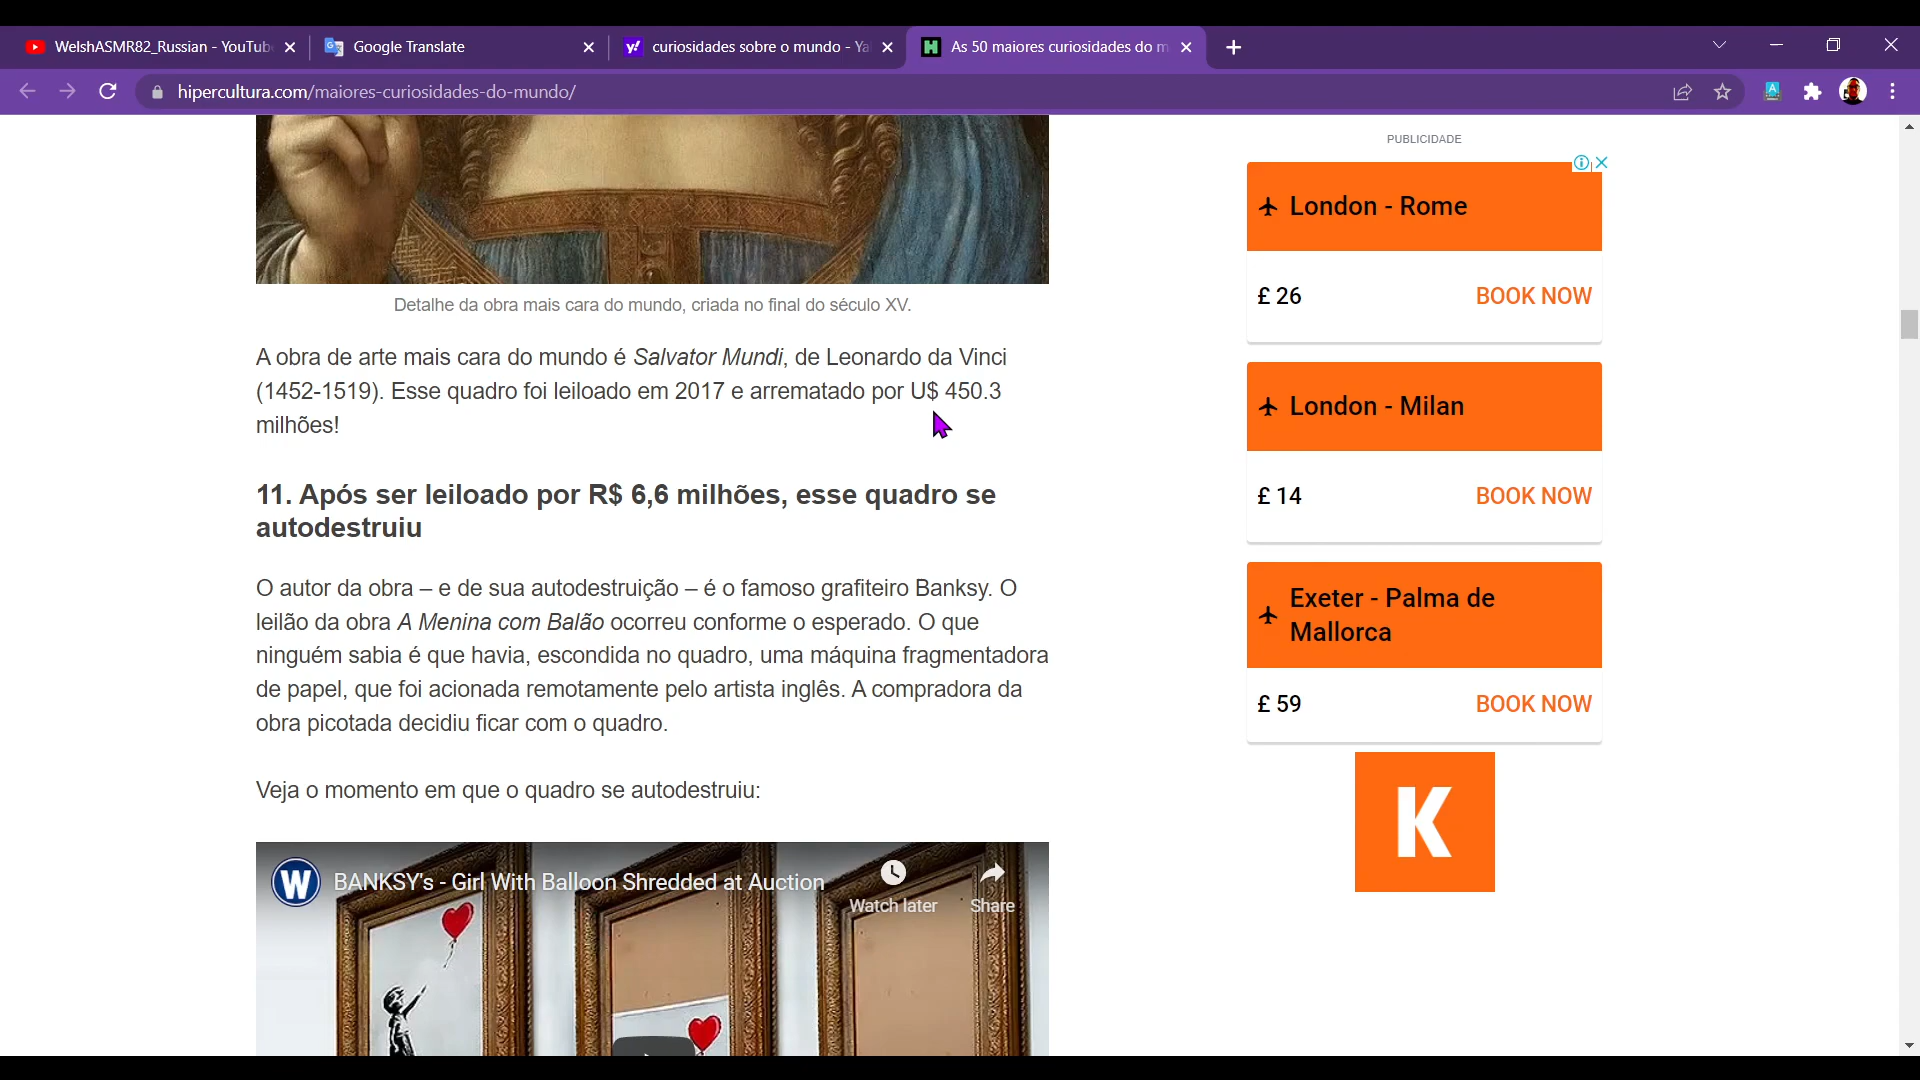 WelshASMR82_Russian - YouTub
Google Translate
curiosidades sobre o mundo - Ya
As 50 maiores curiosidades do m
hipercultura.com/maiores-curiosidades-do-mundo/
Detalhe da obra mais cara do mundo, criada no final do século XV.
A obra de arte mais cara do mundo é Salvator Mundi, de Leonardo da Vinci
(1452-1519). Esse quadro foi leiloado em 2017 e arrematado por U$ 450.3
milhões!
11. Após ser leiloado por R$ 6,6 milhões, esse quadro se
autodestruiu
O autor da obra – e de sua autodestruição – é o famoso grafiteiro Banksy. O
leilão da obra A Menina com Balão ocorreu conforme o esperado. O que
ninguém sabia é que havia, escondida no quadro, uma máquina fragmentadora
de papel, que foi acionada remotamente pelo artista inglês. A compradora da
obra picotada decidiu ficar com o quadro.
Veja o momento em que o quadro se autodestruiu:
W
BANKSY's - Girl With Balloon Shredded at Auction
Watch later
Share
PUBLICIDADE
London - Rome
£ 26
BOOK NOW
London - Milan
£ 14
BOOK NOW
Exeter - Palma de
Mallorca
£ 59
BOOK NOW
K